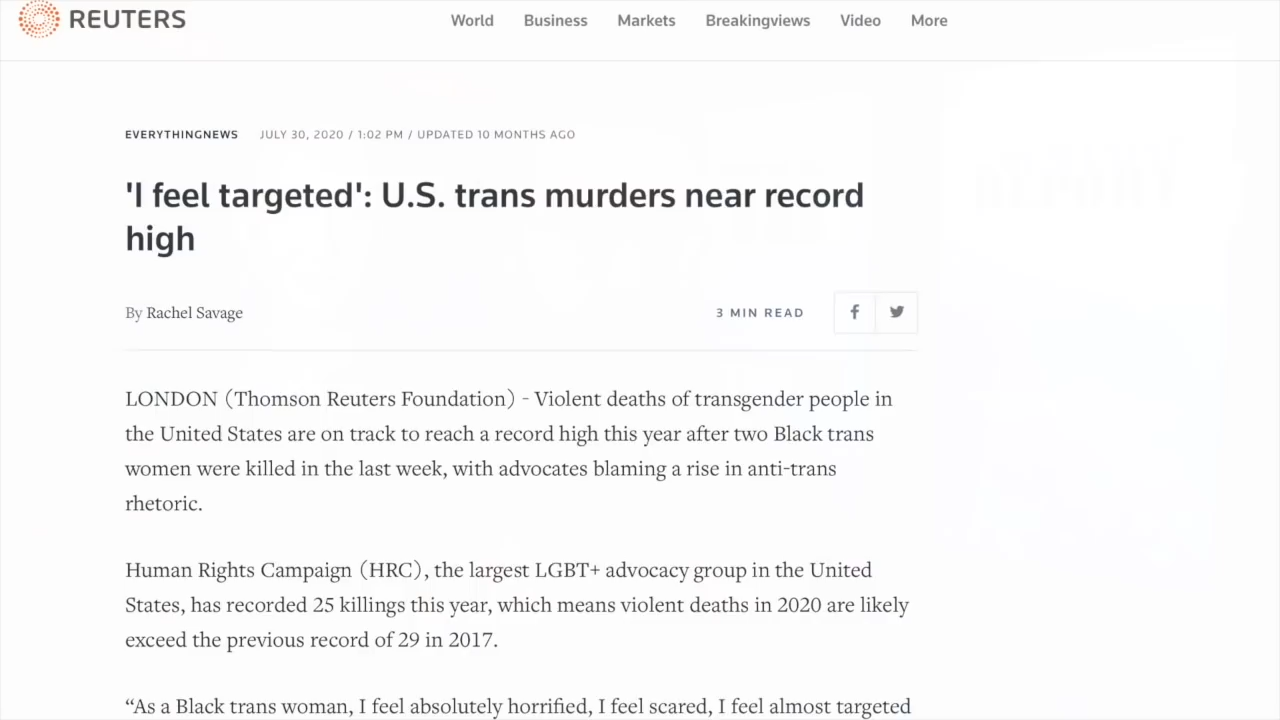 REUTERS
World Business Markets Breakingviews Video More
EVERYTHINGNEWS JULY 30, 2020 / 1:02 PM / UPDATED 10 MONTHS AGO
'I feel targeted': U.S. trans murders near record
high
By Rachel Savage
3 MIN READ
LONDON (Thomson Reuters Foundation) - Violent deaths of transgender people in
the United States are on track to reach a record high this year after two Black trans
women were killed in the last week, with advocates blaming a rise in anti-trans
rhetoric.
Human Rights Campaign (HRC), the largest LGBT+ advocacy group in the United
States, has recorded 25 killings this year, which means violent deaths in 2020 are likely
exceed the previous record of 29 in 2017.
“As a Black trans woman, I feel absolutely horrified, I feel scared, I feel almost targeted